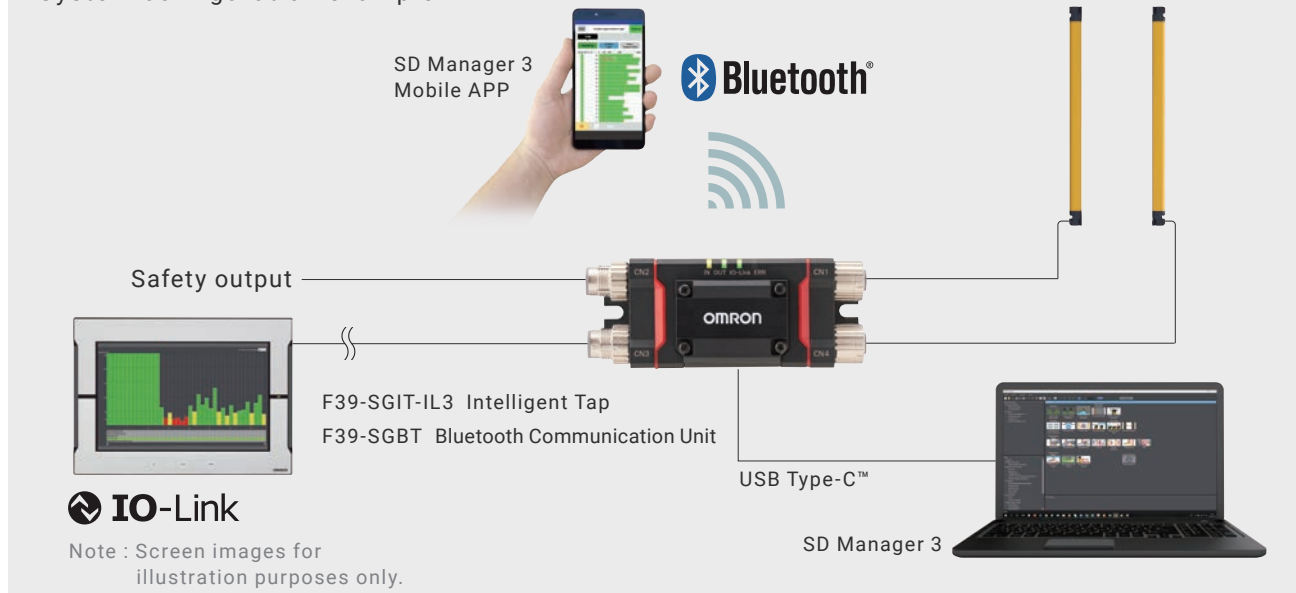 SD Manager 3
Mobile APP
Bluetooth®
Safety output
CN2
IN OUT IO-Link ERR
CN1
OMRON
CN3
CN4
F39-SGIT-IL3 Intelligent Tap
F39-SGBT Bluetooth Communication Unit
USB Type-C™
IO-Link
SD Manager 3
Note : Screen images for
illustration purposes only.